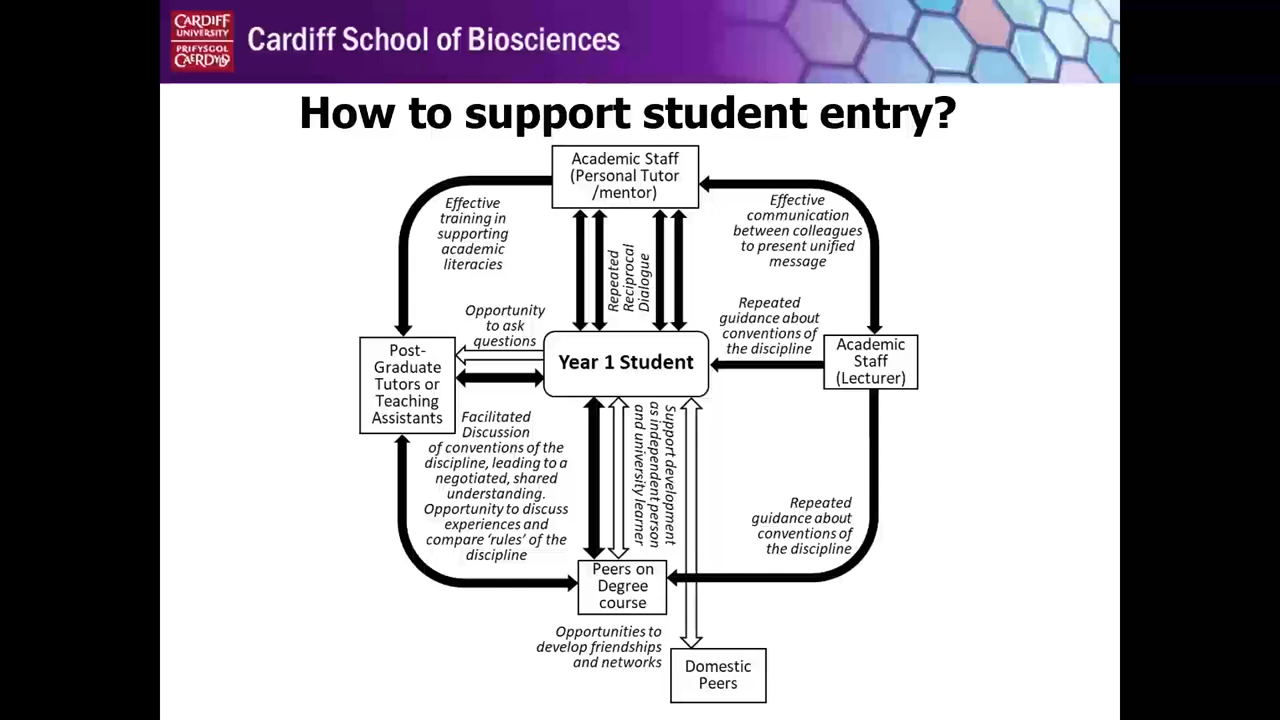 CARDIFF
UNIVERSITY
PRIFYSGOL
CAERDYDD
Cardiff School of Biosciences
How to support student entry?
Academic Staff
(Personal Tutor
/mentor)
Effective
training in
supporting
academic
literacies
Repeated
Reciprocal
Dialogue
Effective
communication
between colleagues
to present unified
message
Opportunity
to ask
questions
Repeated
guidance about
conventions of
the discipline
Post-
Graduate
Tutors or
Teaching
Assistants
Year 1 Student
Academic
Staff
(Lecturer)
Facilitated
Discussion
of conventions of the
discipline, leading to a
negotiated, shared
understanding.
Opportunity to discuss
experiences and
compare ‘rules’ of the
discipline
Support development
as independent person
and university learner
Repeated
guidance about
conventions of
the discipline
Peers on
Degree
course
Opportunities to
develop friendships
and networks
Domestic
Peers